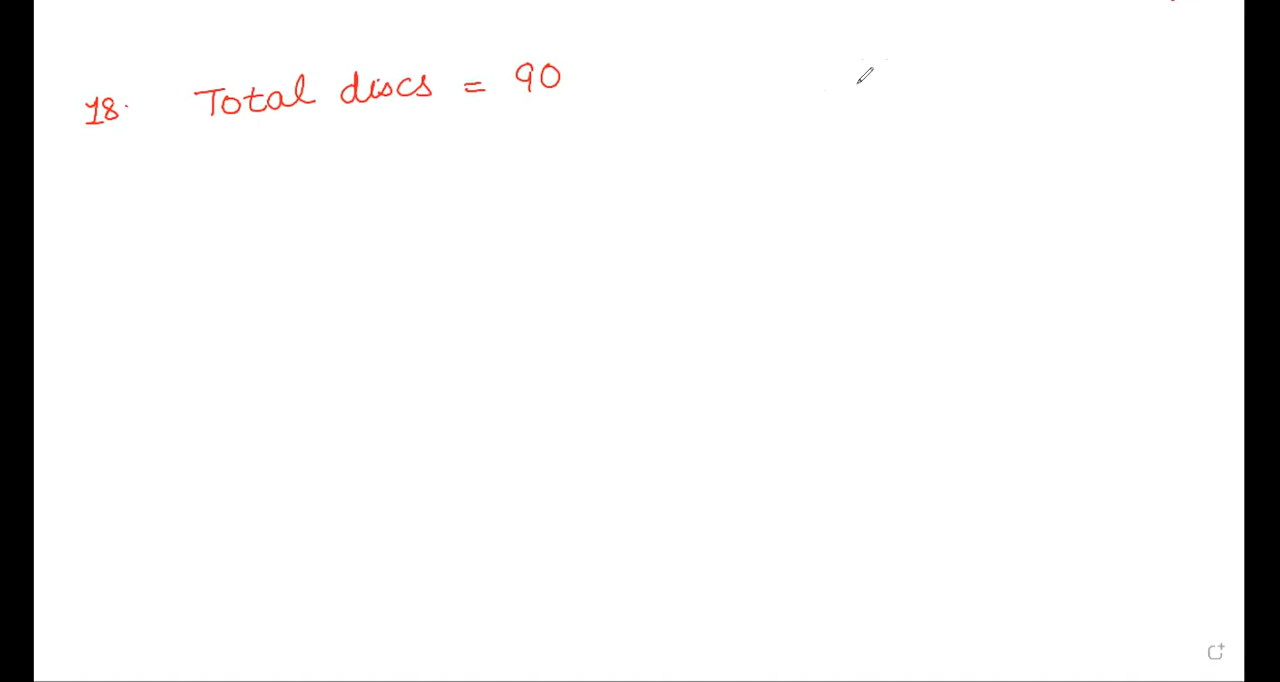 18. Total discs = 90